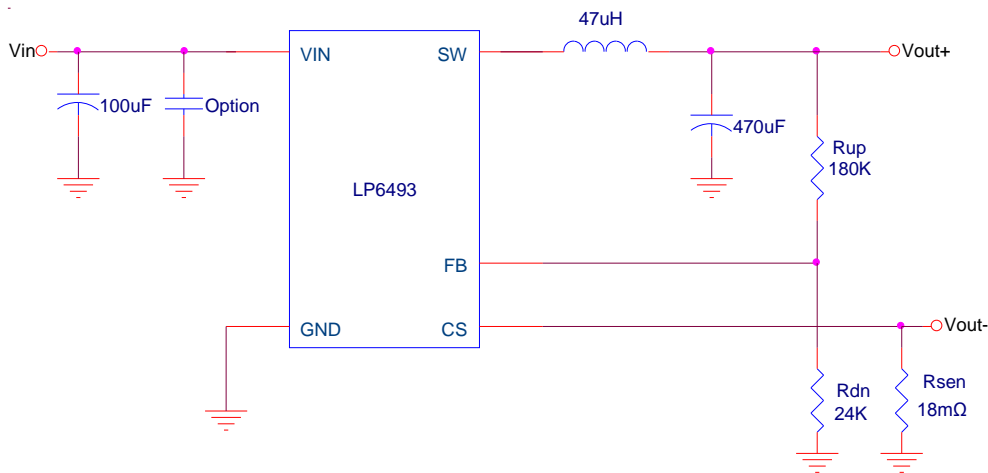 47uH
Vin
VIN
SW
Vout+
100uF
Option
470uF
Rup
180K
LP6493
FB
GND
CS
Vout-
Rdn
24K
Rsen
18mΩ